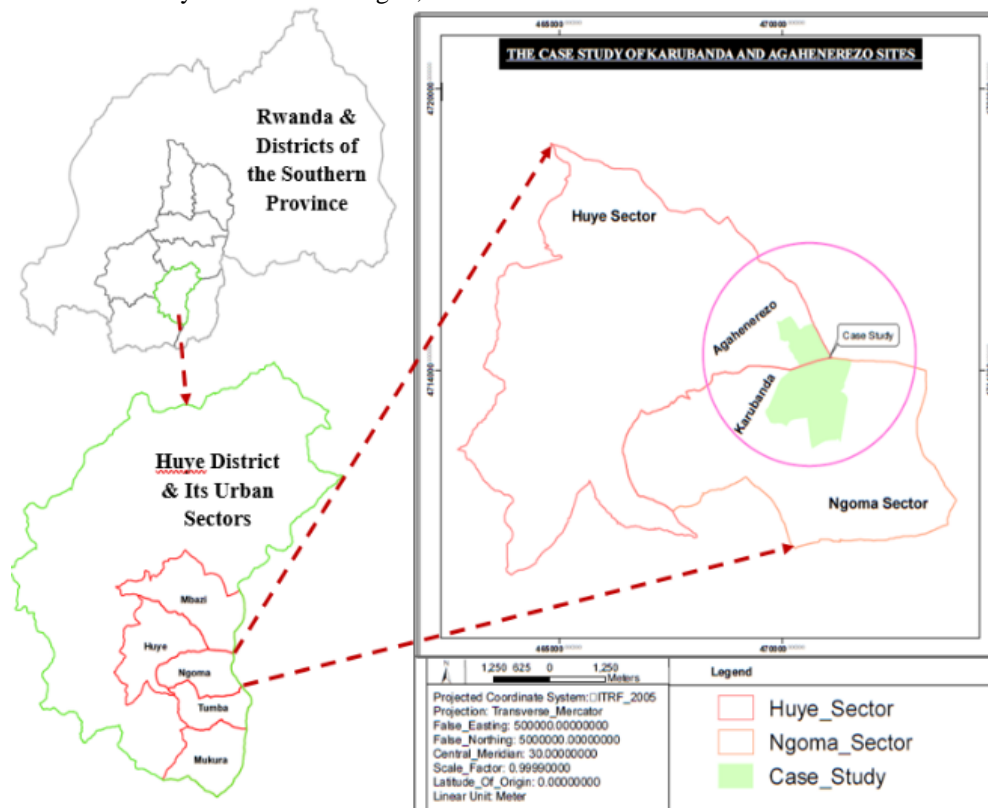 THE CASE STUDY OF KARUBANDA AND AGAHENEREZO SITES
465000
470000
4720000
4714000
Rwanda &
Districts of
the Southern
Province
Huye Sector
Agahenerezo
Case Study
Karubanda
Ngoma Sector
Huye District
& Its Urban
Sectors
Mbazi
Huye
Ngoma
Tumba
Mukura
465000
470000
N
1,250 625 0 1,250
Meters
Projected Coordinate System: ITRF_2005
Projection: Transverse_Mercator
False_Easting: 500000.00000000
False_Northing: 5000000.00000000
Central_Meridian: 30.00000000
Scale_Factor: 0.99990000
Latitude_Of_Origin: 0.00000000
Linear Unit: Meter
Legend
Huye_Sector
Ngoma_Sector
Case_Study